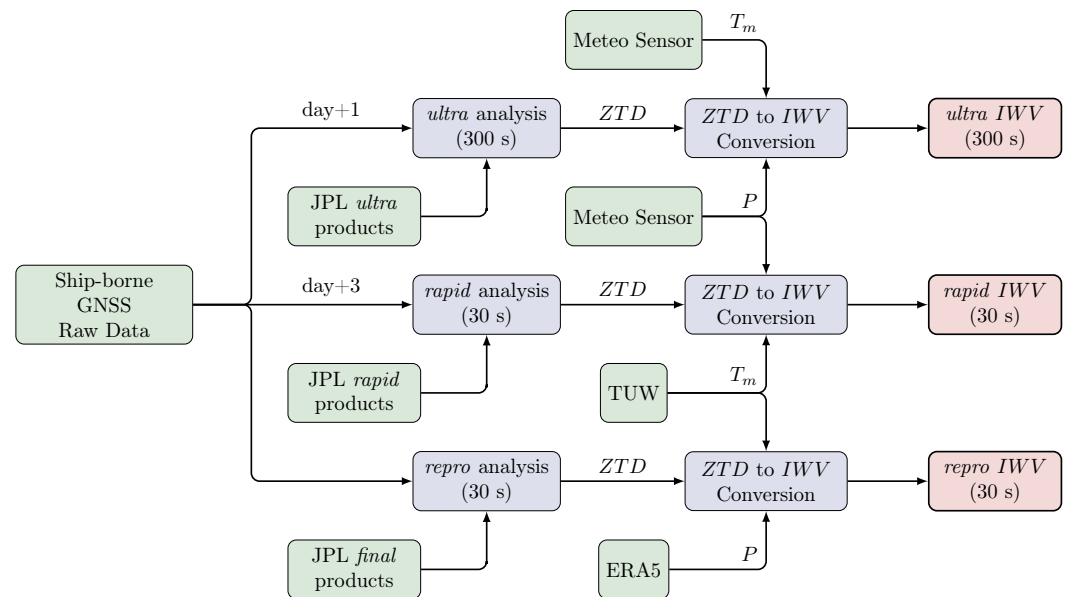 Meteo Sensor
T_m
day+1
ultra analysis
(300 s)
ZTD
ZTD to IWV
Conversion
ultra IWV
(300 s)
JPL ultra
products
Meteo Sensor
P
Ship-borne
GNSS
Raw Data
day+3
rapid analysis
(30 s)
ZTD
ZTD to IWV
Conversion
rapid IWV
(30 s)
JPL rapid
products
TUW
T_m
repro analysis
(30 s)
ZTD
ZTD to IWV
Conversion
repro IWV
(30 s)
JPL final
products
ERA5
P